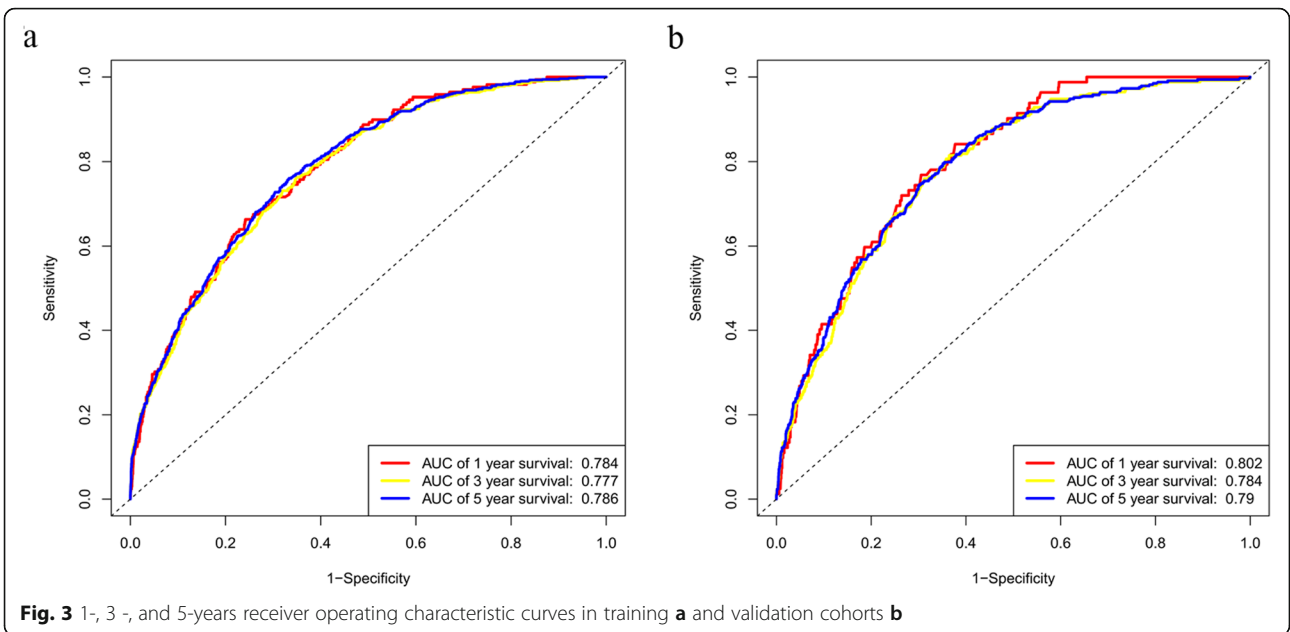 a
b
1.0
0.8
0.6
0.4
0.2
0.0
Sensitivity
AUC of 1 year survival: 0.784
AUC of 3 year survival: 0.777
AUC of 5 year survival: 0.786
0.0 0.2 0.4 0.6 0.8 1.0
1−Specificity
1.0
0.8
0.6
0.4
0.2
0.0
Sensitivity
AUC of 1 year survival: 0.802
AUC of 3 year survival: 0.784
AUC of 5 year survival: 0.79
0.0 0.2 0.4 0.6 0.8 1.0
1−Specificity
Fig. 3 1-, 3 -, and 5-years receiver operating characteristic curves in training a and validation cohorts b